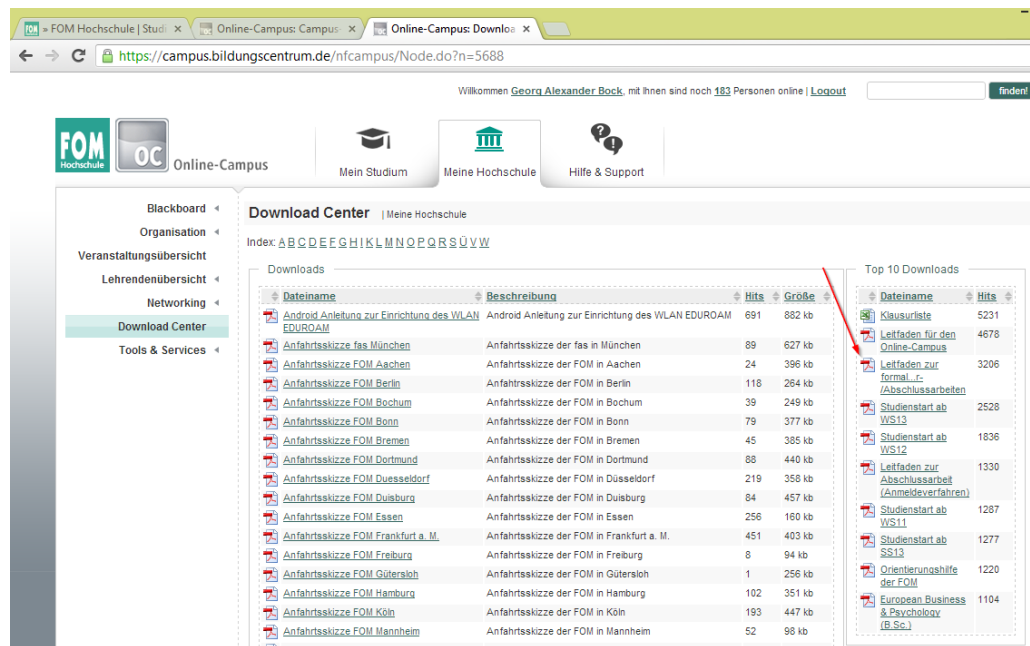 » FOM Hochschule | Studi
Online-Campus: Campus-
Online-Campus: Downloa
https://campus.bildungscentrum.de/nfcampus/Node.do?n=5688
Willkommen Georg Alexander Bock, mit Ihnen sind noch 183 Personen online | Logout
finden!
FOM
Hochschule
OC
Online-Campus
Mein Studium
Meine Hochschule
Hilfe & Support
Blackboard
Organisation
Veranstaltungsübersicht
Lehrendenübersicht
Networking
Download Center
Tools & Services
Download Center | Meine Hochschule
Index: A B C D E F G H I K L M N O P Q R S Ü V W
Downloads
Dateiname Beschreibung Hits Größe
Android Anleitung zur Einrichtung des WLAN Android Anleitung zur Einrichtung des WLAN EDUROAM 691 882 kb
EDUROAM
Anfahrtsskizze fas München Anfahrtsskizze der fas in München 89 627 kb
Anfahrtsskizze FOM Aachen Anfahrtsskizze der FOM in Aachen 24 396 kb
Anfahrtsskizze FOM Berlin Anfahrtsskizze der FOM in Berlin 118 264 kb
Anfahrtsskizze FOM Bochum Anfahrtsskizze der FOM in Bochum 39 249 kb
Anfahrtsskizze FOM Bonn Anfahrtsskizze der FOM in Bonn 79 377 kb
Anfahrtsskizze FOM Bremen Anfahrtsskizze der FOM in Bremen 45 385 kb
Anfahrtsskizze FOM Dortmund Anfahrtsskizze der FOM in Dortmund 88 440 kb
Anfahrtsskizze FOM Duesseldorf Anfahrtsskizze der FOM in Düsseldorf 219 358 kb
Anfahrtsskizze FOM Duisburg Anfahrtsskizze der FOM in Duisburg 84 457 kb
Anfahrtsskizze FOM Essen Anfahrtsskizze der FOM in Essen 256 160 kb
Anfahrtsskizze FOM Frankfurt a. M. Anfahrtsskizze der FOM in Frankfurt a. M. 451 403 kb
Anfahrtsskizze FOM Freiburg Anfahrtsskizze der FOM in Freiburg 8 94 kb
Anfahrtsskizze FOM Gütersloh Anfahrtsskizze der FOM in Gütersloh 1 256 kb
Anfahrtsskizze FOM Hamburg Anfahrtsskizze der FOM in Hamburg 102 351 kb
Anfahrtsskizze FOM Köln Anfahrtsskizze der FOM in Köln 193 447 kb
Anfahrtsskizze FOM Mannheim Anfahrtsskizze der FOM in Mannheim 52 98 kb
Top 10 Downloads
Dateiname Hits
Klausurliste 5231
Leitfaden für den 4678
Online-Campus
Leitfaden zur 3206
formal...r-
/Abschlussarbeiten
Studienstart ab 2528
WS13
Studienstart ab 1836
WS12
Leitfaden zur 1330
Abschlussarbeit
(Anmeldeverfahren)
Studienstart ab 1287
WS11
Studienstart ab 1277
SS13
Orientierungshilfe 1220
der FOM
European Business 1104
& Psychology
(B.Sc.)